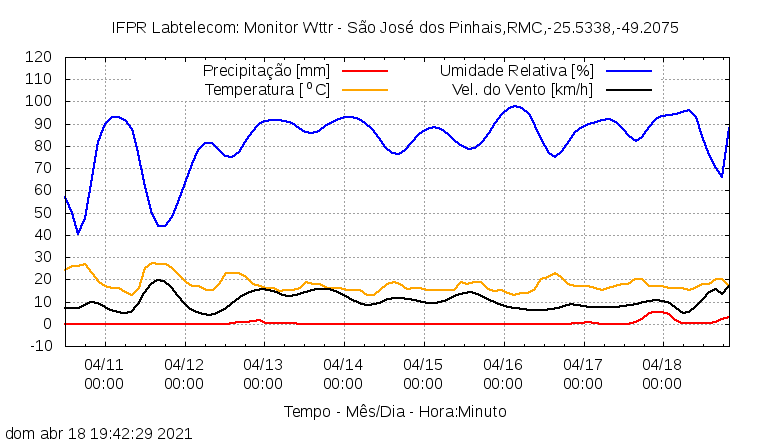 IFPR Labtelecom: Monitor Wttr - São José dos Pinhais,RMC,-25.5338,-49.2075
Precipitação [mm]
Temperatura [⁰C]
Umidade Relativa [%]
Vel. do Vento [km/h]
120
110
100
90
80
70
60
50
40
30
20
10
0
-10
04/11 04/12 04/13 04/14 04/15 04/16 04/17 04/18
00:00 00:00 00:00 00:00 00:00 00:00 00:00 00:00
Tempo - Mês/Dia - Hora:Minuto
dom abr 18 19:42:29 2021